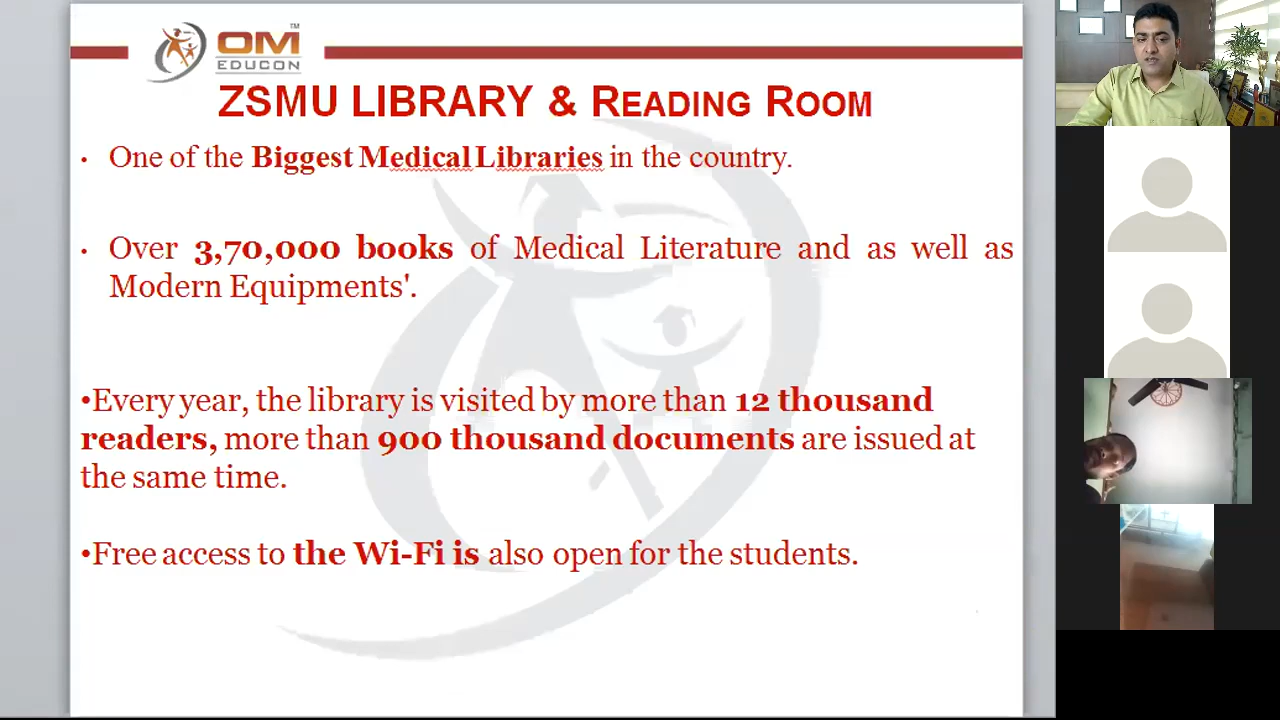 OM™
EDUCON
ZSMU LIBRARY & READING ROOM
• One of the Biggest Medical Libraries in the country.
• Over 3,70,000 books of Medical Literature and as well as
Modern Equipments'.
•Every year, the library is visited by more than 12 thousand
readers, more than 900 thousand documents are issued at
the same time.
•Free access to the Wi-Fi is also open for the students.